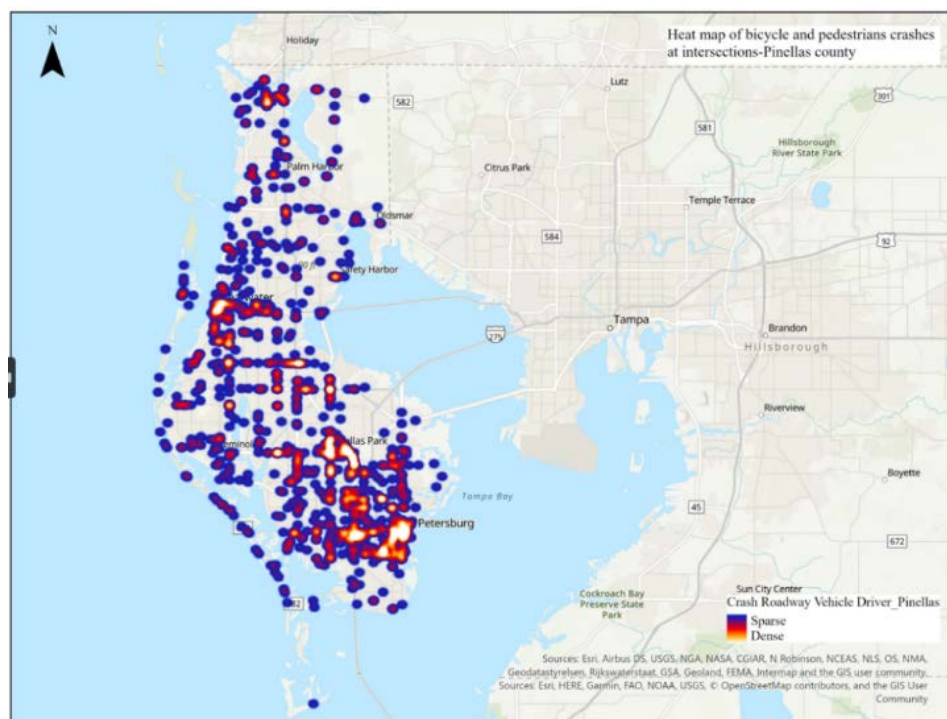 N
Heat map of bicycle and pedestrians crashes
at intersections-Pinellas county
Holiday
Lutz
301
582
581
Hillsborough
River State Park
Palm Harbor
Citrus Park
Temple Terrace
Oldsmar
584
92
Safety Harbor
275
Tampa
Brandon
Hillsborough
Riverview
Boyette
Tampa Bay
45
Petersburg
672
Cockroach Bay
Preserve State
Park
Sun City Center
Crash Roadway Vehicle Driver_Pinellas
Sparse
Dense
Sources: Esri, Airbus DS, USGS, NGA, NASA, CGIAR, N Robinson, NCEAS, NLS, OS, NMA,
Geodatastyrelsen, Rijkswaterstaat, GSA, Geoland, FEMA, Intermap and the GIS user community,
Sources: Esri, HERE, Garmin, FAO, NOAA, USGS, © OpenStreetMap contributors, and the GIS User
Community